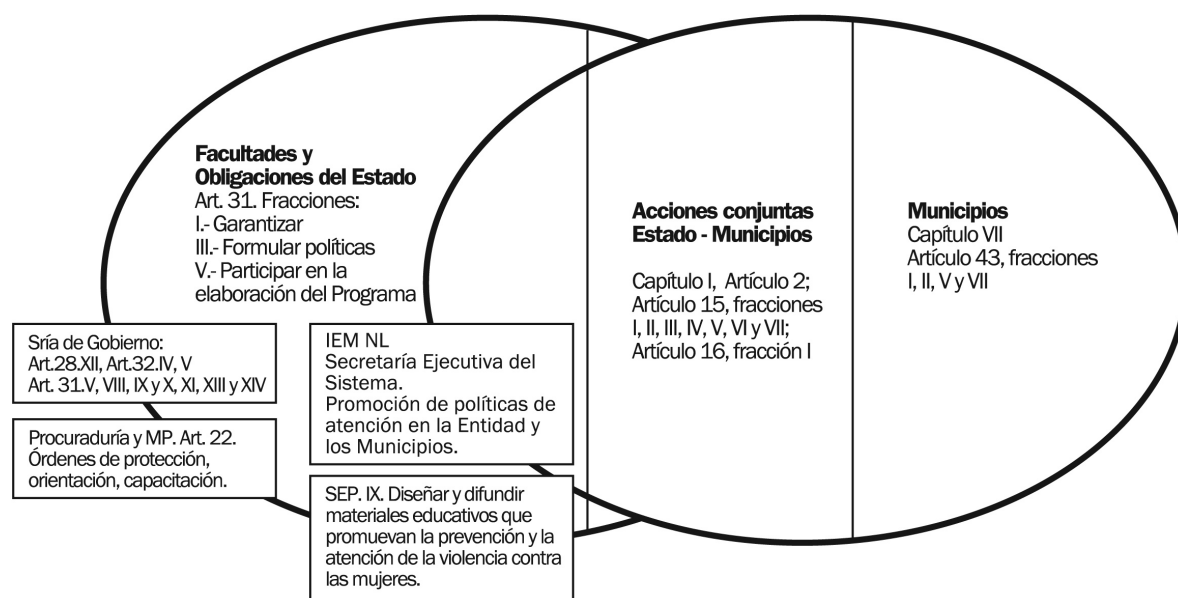 Facultades y
Obligaciones del Estado
Art. 31. Fracciones:
I.- Garantizar
III.- Formular políticas
V.- Participar en la
elaboración del Programa
Sría de Gobierno:
Art.28.XII, Art.32.IV, V
Art. 31.V, VIII, IX y X, XI, XIII y XIV
Procuraduría y MP. Art. 22.
Órdenes de protección,
orientación, capacitación.
IEM NL
Secretaría Ejecutiva del
Sistema.
Promoción de políticas de
atención en la Entidad y
los Municipios.
SEP. IX. Diseñar y difundir
materiales educativos que
promuevan la prevención y la
atención de la violencia contra
las mujeres.
Acciones conjuntas
Estado - Municipios
Capítulo I, Artículo 2;
Artículo 15, fracciones
I, II, III, IV, V, VI y VII;
Artículo 16, fracción I
Municipios
Capítulo VII
Artículo 43, fracciones
I, II, V y VII